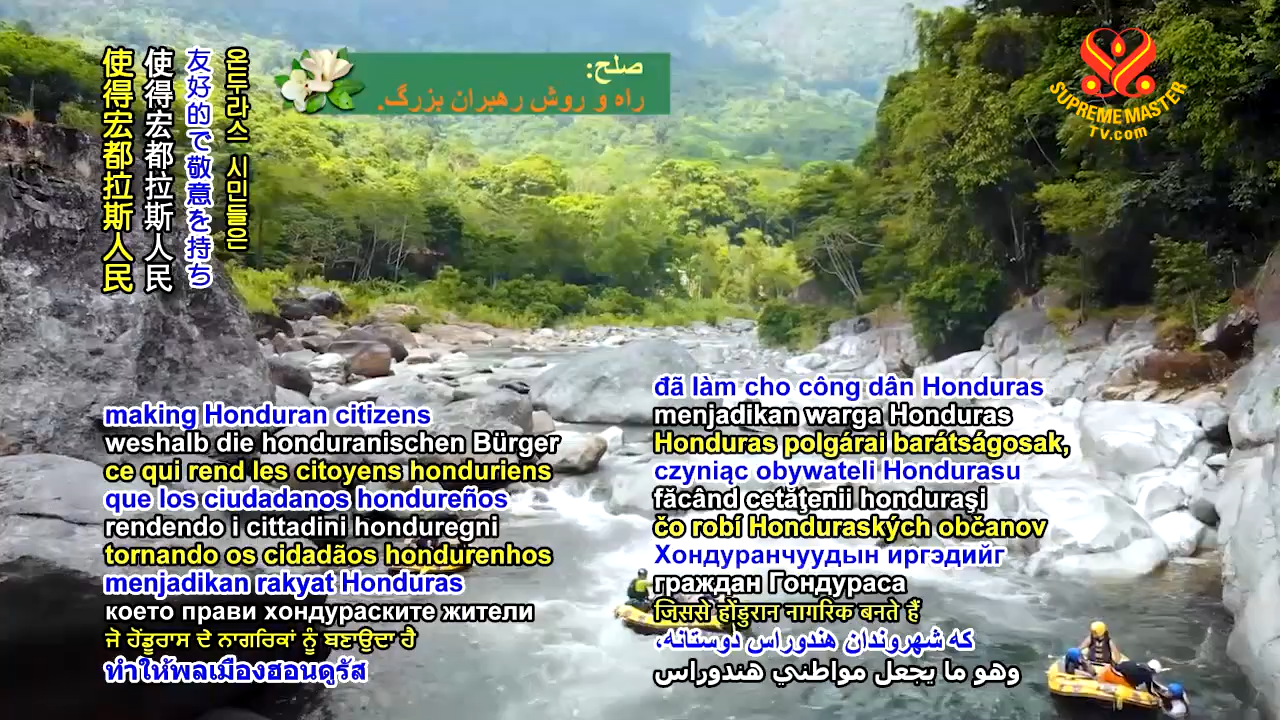 使得宏都拉斯人民
使得宏都拉斯人民
友好的で敬意を持ち
온두라스 시민들은
صلح:
راه و روش رهبران بزرگ.
SUPREME MASTER
TV.com
making Honduran citizens
weshalb die honduranischen Bürger
ce qui rend les citoyens honduriens
que los ciudadanos hondureños
rendendo i cittadini honduregni
tornando os cidadãos hondurenhos
menjadikan rakyat Honduras
което прави хондураските жители
ਜੋ ਹੋਂਡੂਰਾਸ ਦੇ ਨਾਗਰਿਕਾਂ ਨੂੰ ਬਣਾਉਂਦਾ ਹੈ
ทำให้พลเมืองฮอนดูรัส
đã làm cho công dân Honduras
menjadikan warga Honduras
Honduras polgárai barátságosak,
czyniąc obywateli Hondurasu
făcând cetăţenii honduraşi
čo robí Honduraských občanov
Хондуранчуудын иргэдийг
граждан Гондураса
जिससे होंडुरान नागरिक बनते हैं
که شهروندان هندوراس دوستانه،
وهو ما يجعل مواطني هندوراس